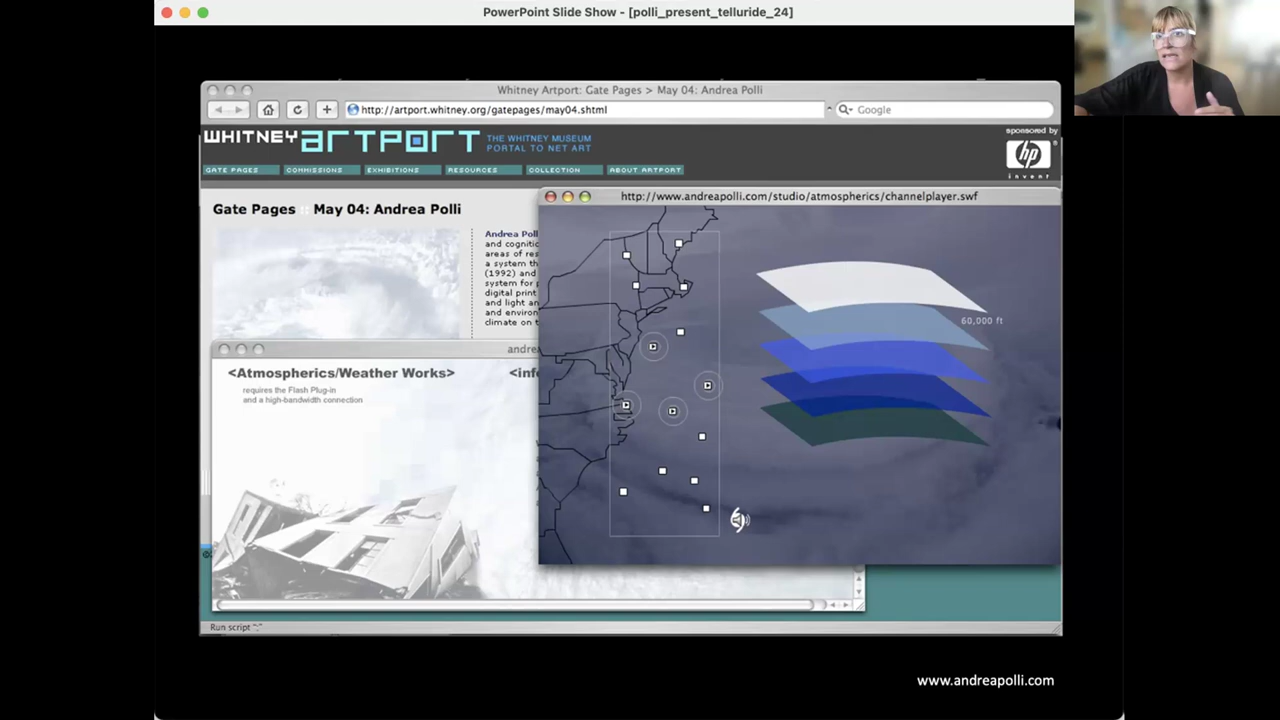 PowerPoint Slide Show - [polli_present_telluride_24]
Whitney Artport: Gate Pages > May 04: Andrea Polli
http://artport.whitney.org/gatepages/may04.shtml
Google
WHITNEY ARTPORT THE WHITNEY MUSEUM
PORTAL TO NET ART
sponsored by
hp
invent
GATE PAGES COMMISSIONS EXHIBITIONS RESOURCES COLLECTION ABOUT ARTPORT
http://www.andreapolli.com/studio/atmospherics/channelplayer.swf
Gate Pages :: May 04: Andrea Polli
Andrea Poll
and cognitic
areas of res
a system th
(1992) and
system for p
digital print
and light an
and environ
climate on t
60,000 ft
andre
<Atmospherics/Weather Works>
<inf
requires the Flash Plug-in
and a high-bandwidth connection
Run script ":"
www.andreapolli.com